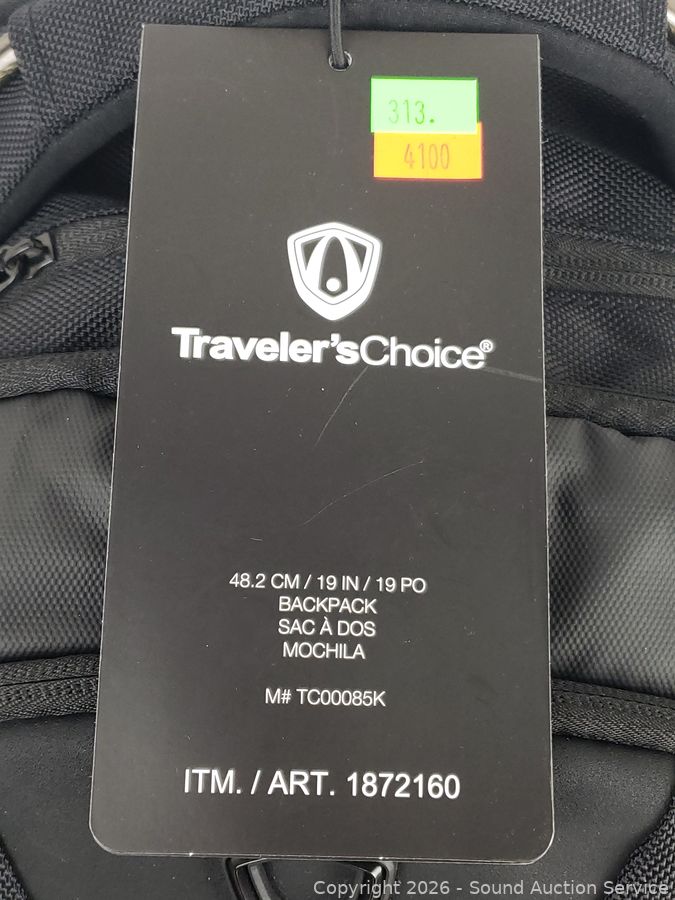 313.
4100
Traveler'sChoice®
48.2 CM / 19 IN / 19 PO
BACKPACK
SAC À DOS
MOCHILA
M# TC00085K
ITM. / ART. 1872160
Copyright 2026 - Sound Auction Service